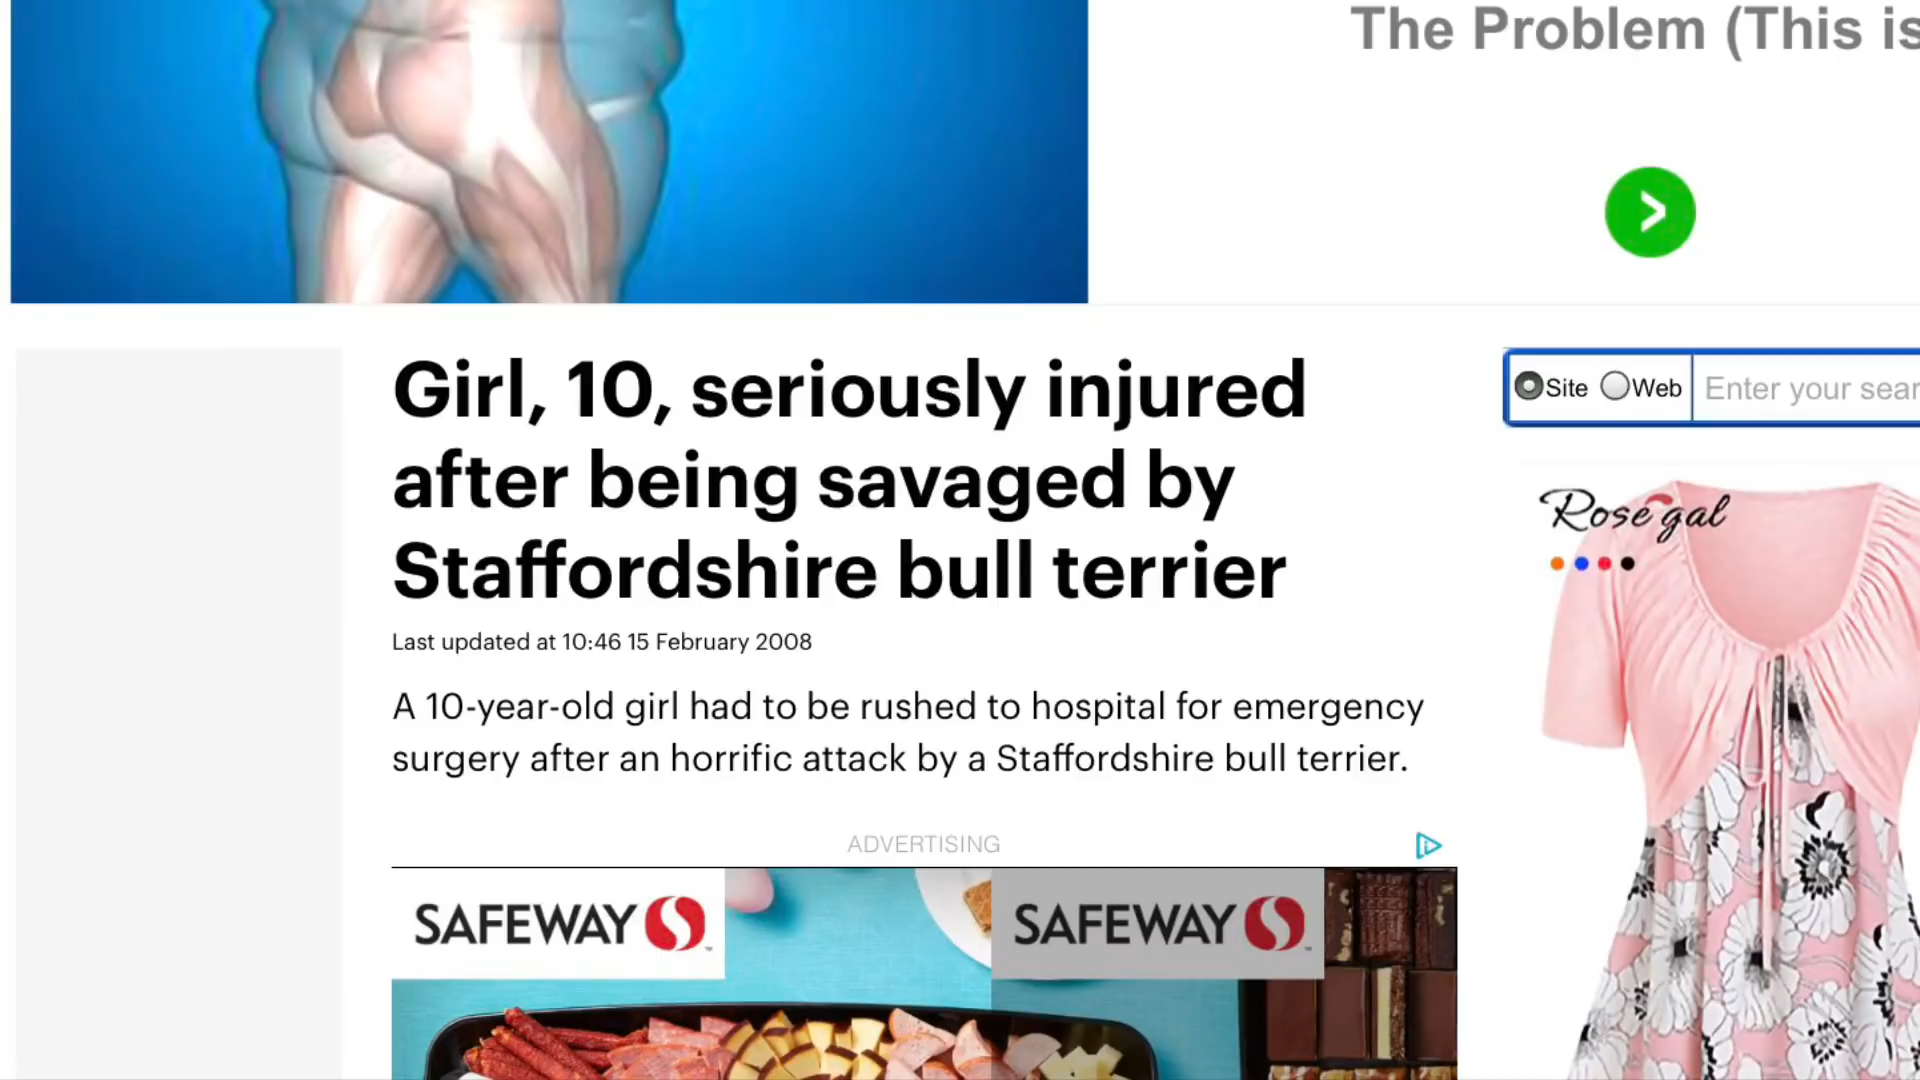 The Problem (This is
Girl, 10, seriously injured
after being savaged by
Staffordshire bull terrier
Last updated at 10:46 15 February 2008
A 10-year-old girl had to be rushed to hospital for emergency
surgery after an horrific attack by a Staffordshire bull terrier.
ADVERTISING
SAFEWAY
SAFEWAY
Site Web Enter your sear
Rosegal